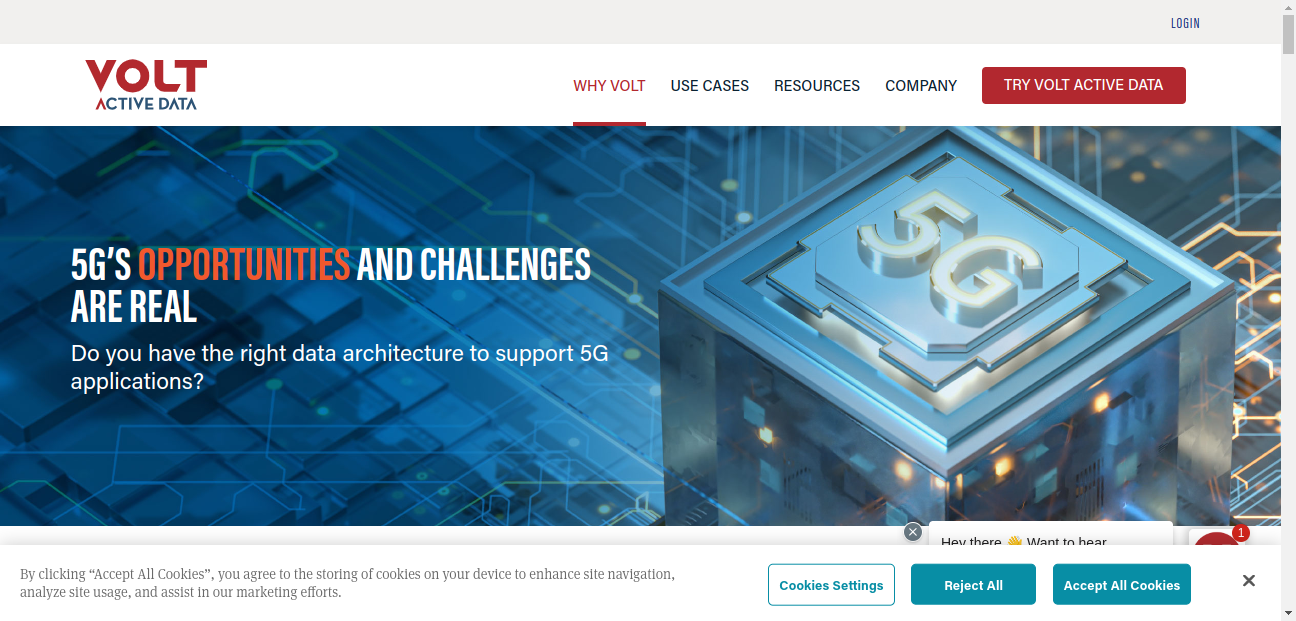 LOGIN
VOLT
ACTIVE DATA
WHY VOLT
USE CASES
RESOURCES
COMPANY
TRY VOLT ACTIVE DATA
5G
5G’S OPPORTUNITIES AND CHALLENGES
ARE REAL
Do you have the right data architecture to support 5G
applications?
Hey there 👋 Want to hear
1
By clicking “Accept All Cookies”, you agree to the storing of cookies on your device to enhance site navigation,
analyze site usage, and assist in our marketing efforts.
Cookies Settings
Reject All
Accept All Cookies